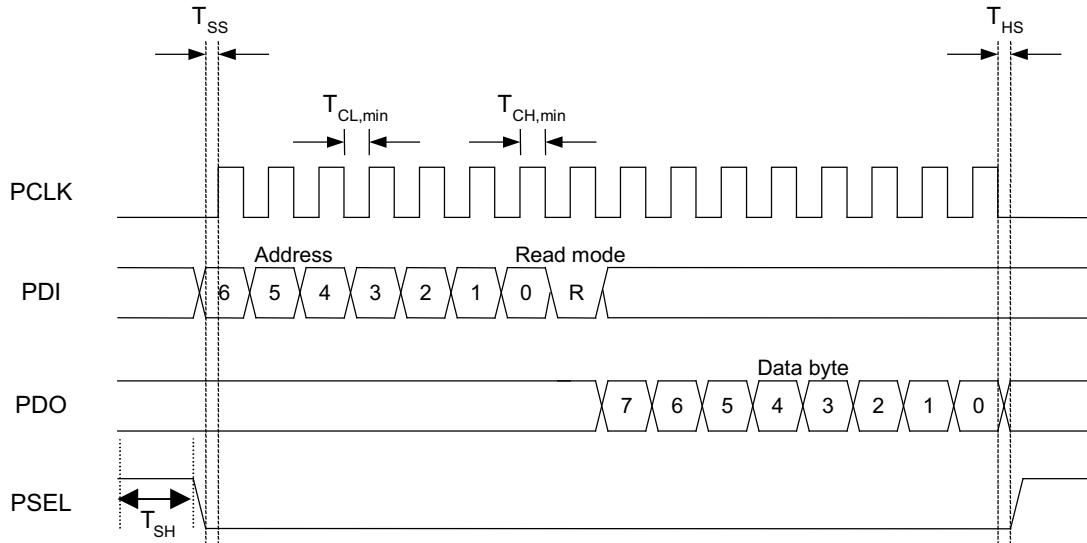 TSS
THS
TCL,min
TCH,min
PCLK
Address
Read mode
PDI
6 5 4 3 2 1 0 R
Data byte
PDO
7 6 5 4 3 2 1 0
PSEL
TSH